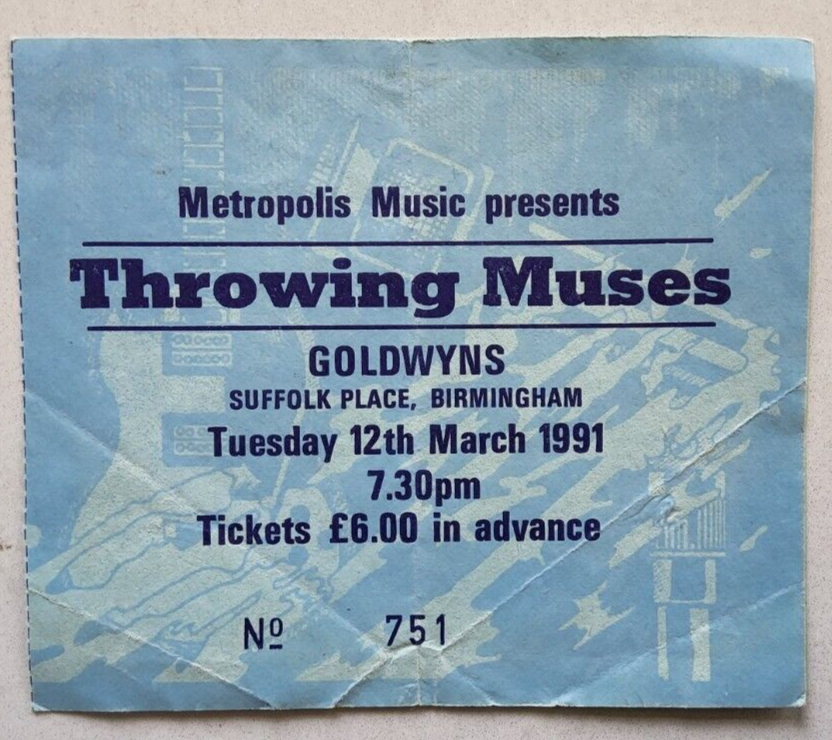 Metropolis Music presents
Throwing Muses
GOLDWYNS
SUFFOLK PLACE, BIRMINGHAM
Tuesday 12th March 1991
7.30pm
Tickets £6.00 in advance
Nº 751